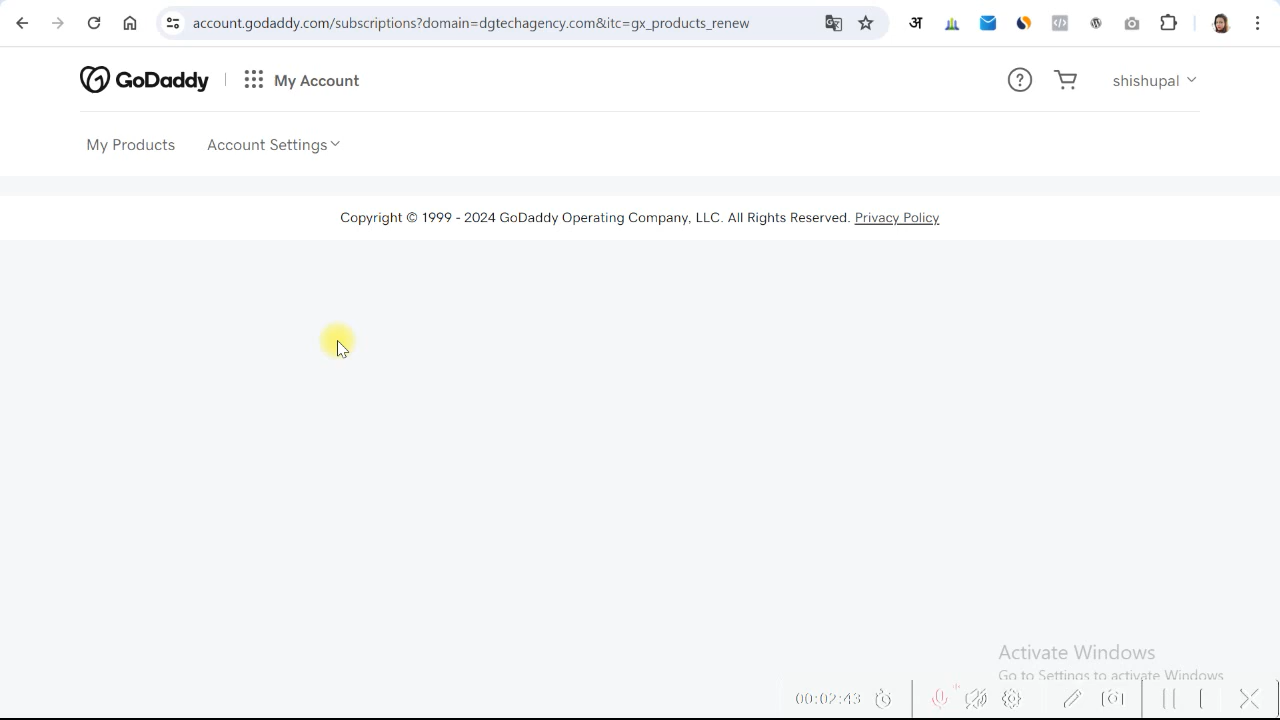 account.godaddy.com/subscriptions?domain=dgtechagency.com&itc=gx_products_renew
अ
GoDaddy
My Account
shishupal
My Products
Account Settings
Copyright © 1999 - 2024 GoDaddy Operating Company, LLC. All Rights Reserved. Privacy Policy
Activate Windows
Go to Settings to activate Windows
00:02:43